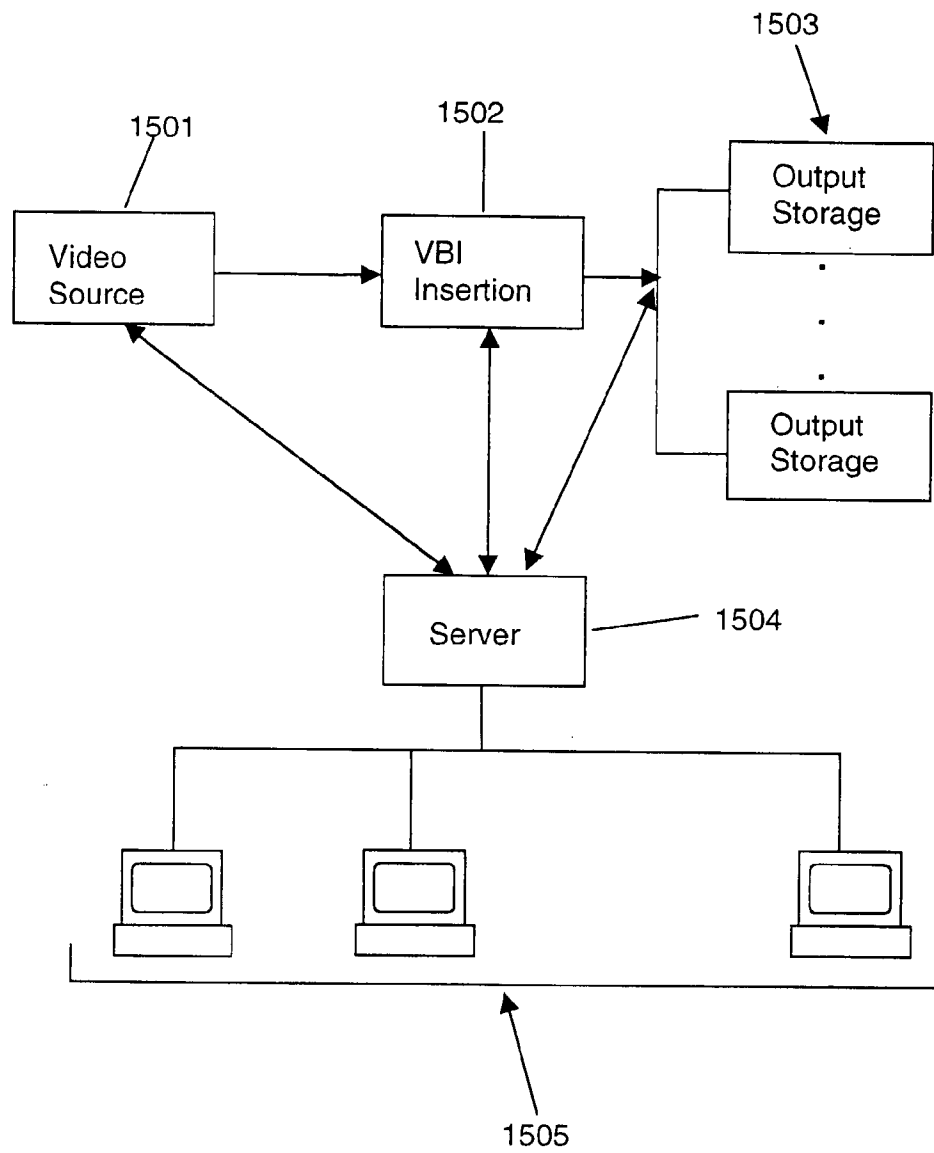 1503
1501
1502
Output
Storage
Video
Source
VBI
Insertion
Output
Storage
Server
1504
1505